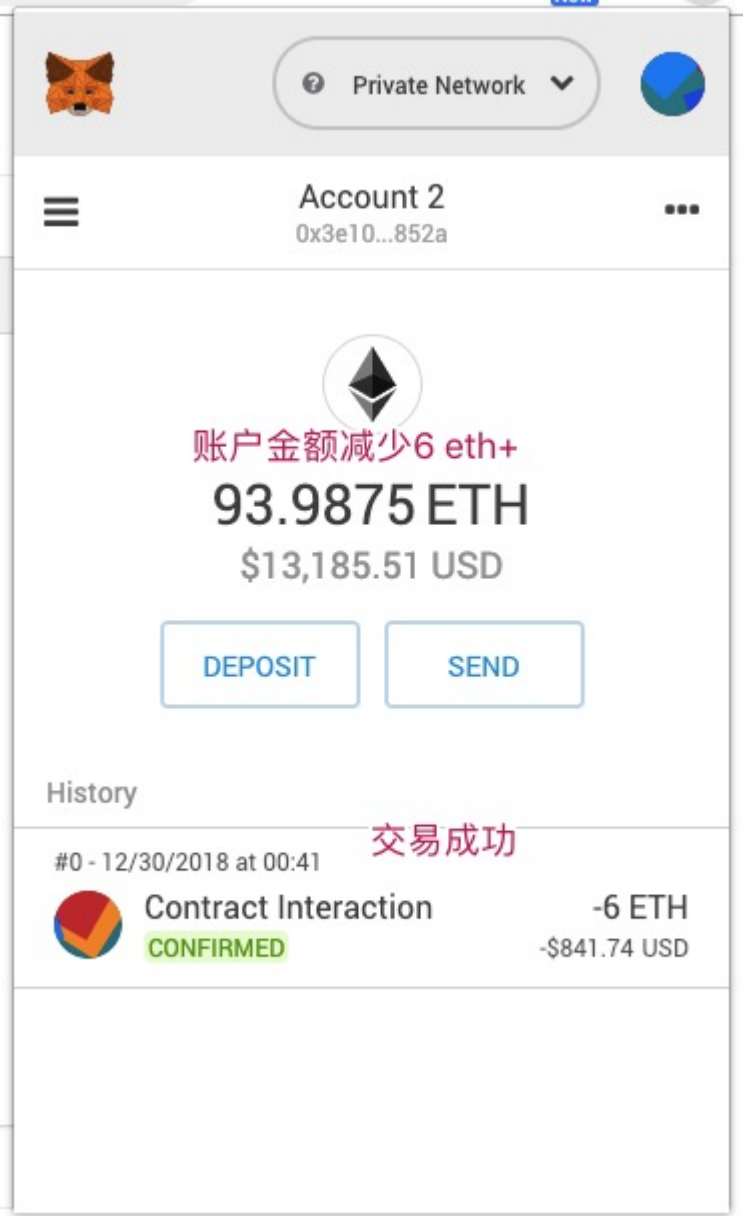 New
Private Network
Account 2
0x3e10...852a
账户金额减少6 eth+
93.9875 ETH
$13,185.51 USD
DEPOSIT SEND
History
交易成功
#0 - 12/30/2018 at 00:41
Contract Interaction -6 ETH
CONFIRMED -$841.74 USD